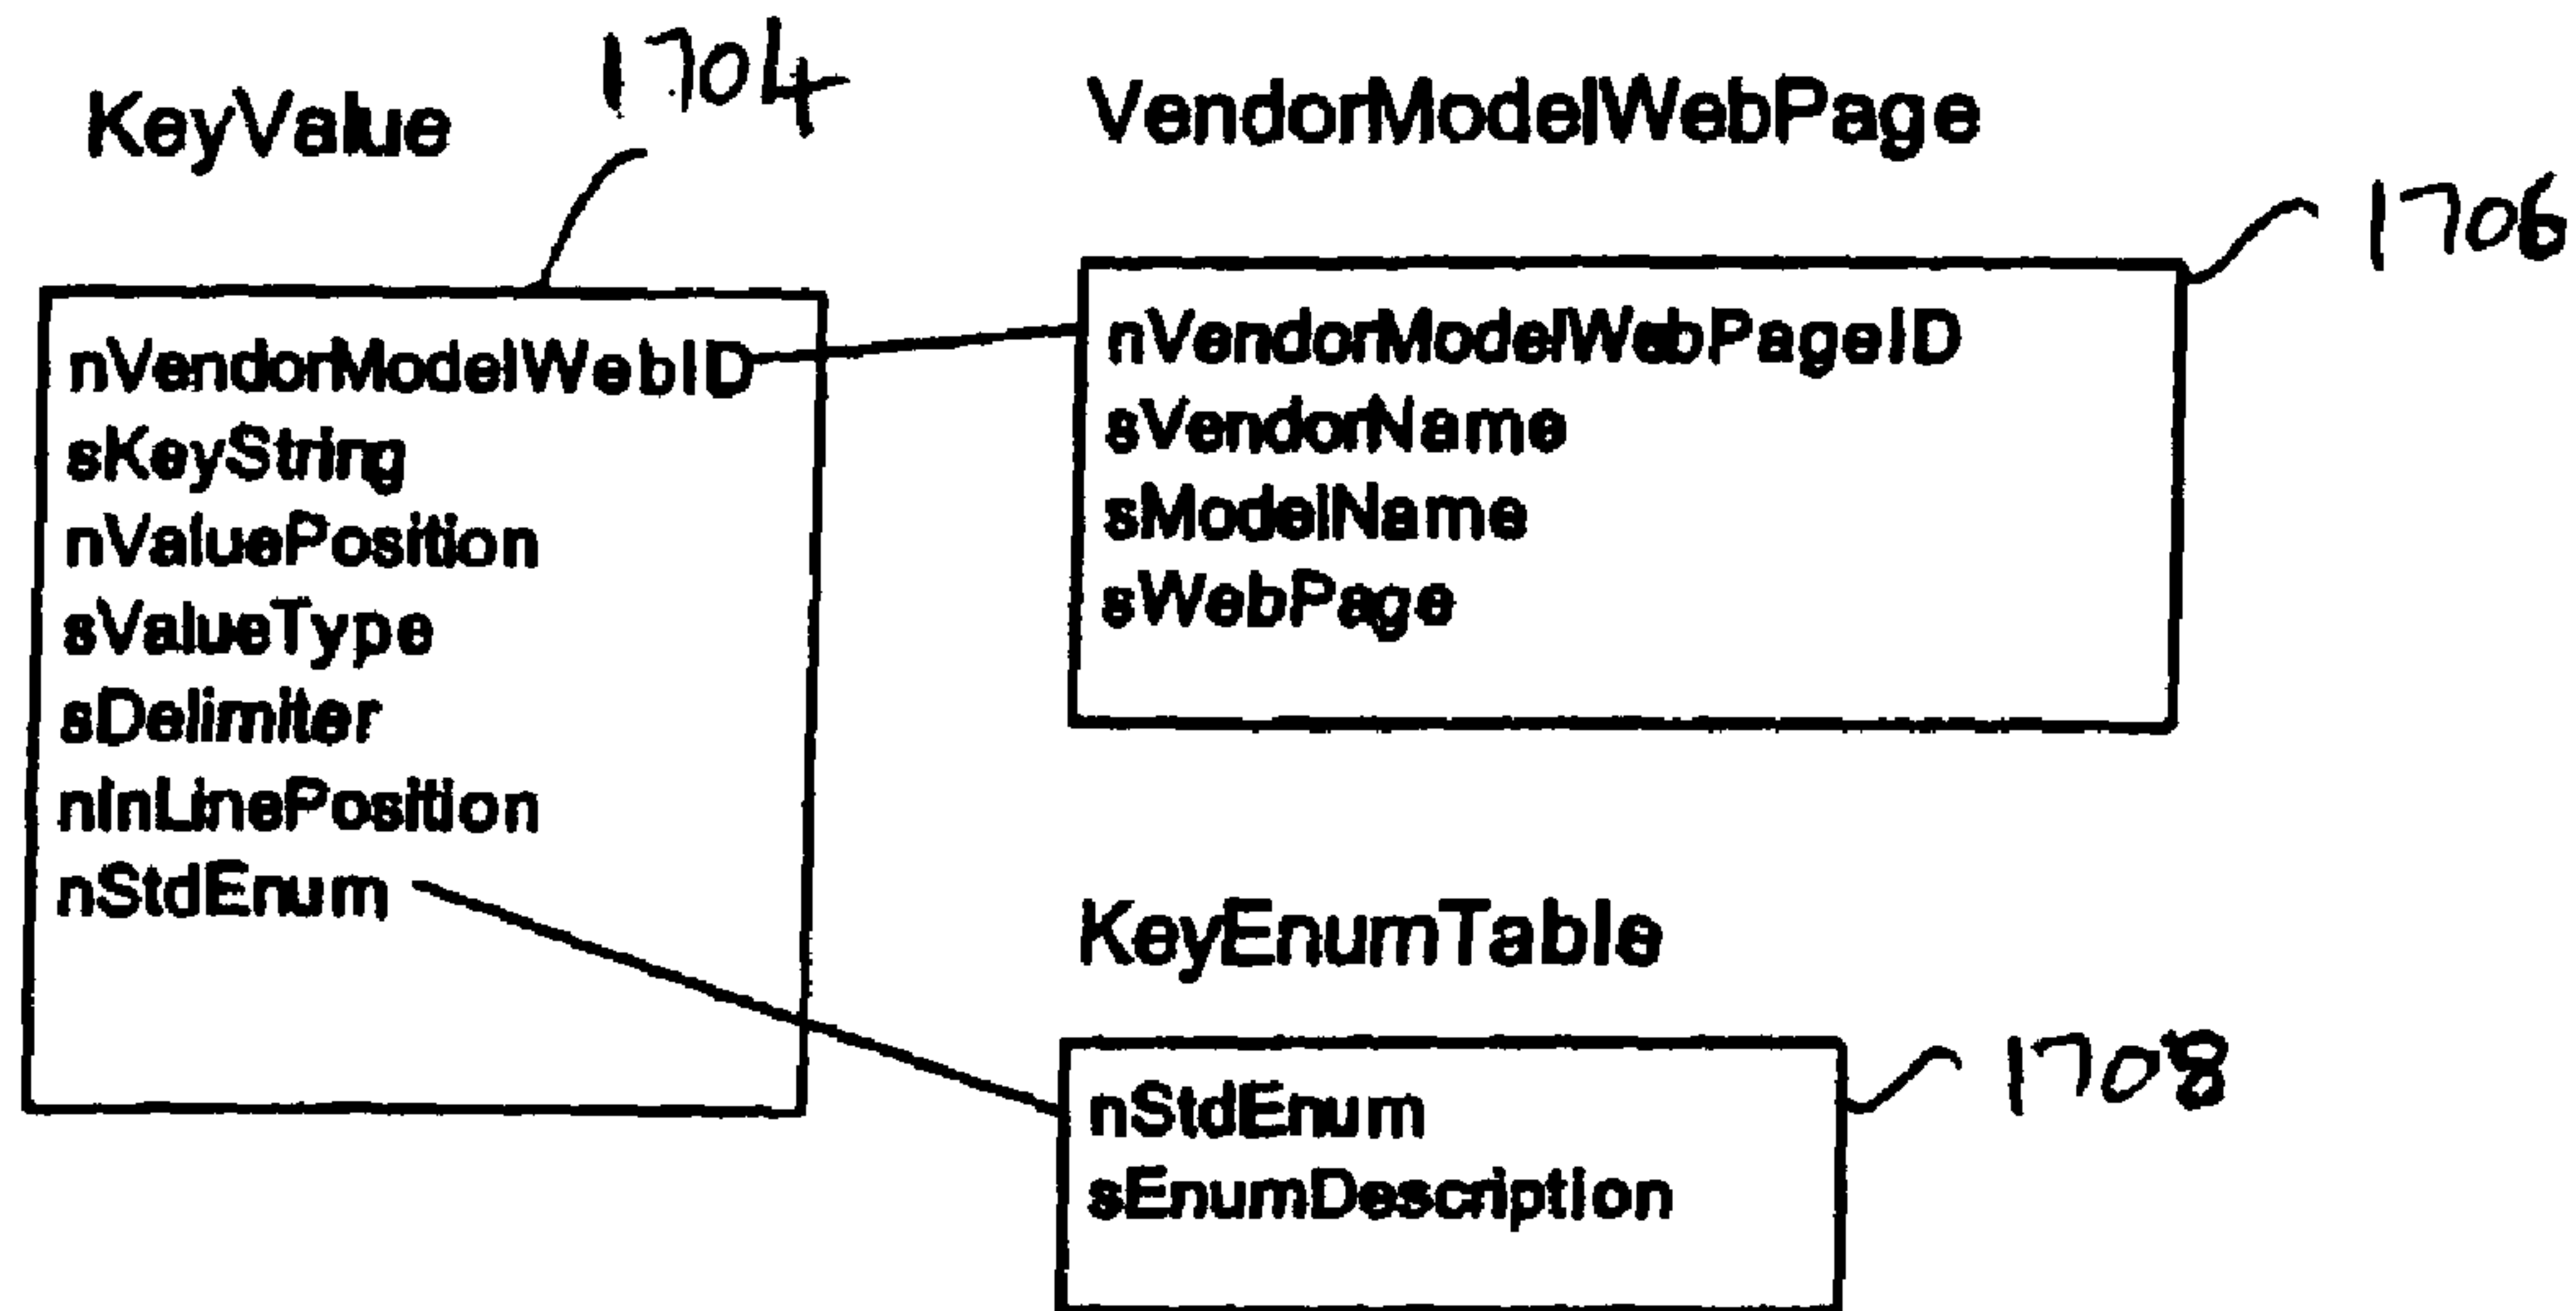 KeyValue
1704
nVendorModelWebID
sKeyString
nValuePosition
sValueType
sDelimiter
nInLinePosition
nStdEnum
VendorModelWebPage
1706
nVendorModelWebPageID
sVendorName
sModelName
sWebPage
KeyEnumTable
1708
nStdEnum
sEnumDescription